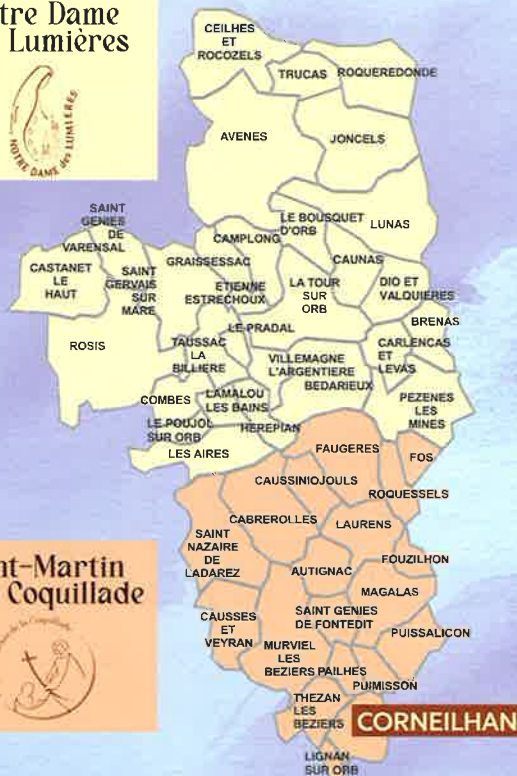 tre Dame
Lumières
NOTRE DAME des LUMIÈRES
CEILHES
ET
ROCOZELS
TRUCAS
ROQUEREDONDE
AVENES
JONCELS
SAINT
GENIES
DE
VARENSAL
LE BOUSQUET
D'ORB
LUNAS
CAMPLONG
CASTANET
LE
HAUT
SAINT
GERVAIS
SUR
MARE
GRAISSESSAC
CAUNAS
ETIENNE
ESTRECHOUX
LA TOUR
SUR
ORB
DIO ET
VALQUIERES
BRENAS
ROSIS
LE PRADAL
TAUSSAC
LA
BILLIERE
CARLENCAS
ET
LEVAS
VILLEMAGNE
L'ARGENTIERE
BEDARIEUX
COMBES
LAMALOU
LES BAINS
PEZENES
LES
MINES
LE POUJOL
SUR ORB
HEREPIAN
LES AIRES
FAUGERES
FOS
CAUSSINIOJOULS
ROQUESSELS
CABREROLLES
LAURENS
SAINT
NAZAIRE
DE
LADAREZ
FOUZILHON
AUTIGNAC
nt-Martin
Coquillade
de la Coquillade
MAGALAS
CAUSSES
ET
VEYRAN
SAINT GENIES
DE FONTEDIT
PUISSALICON
MURVIEL
LES
BEZIERS
PAILHES
PUIMISSON
THEZAN
LES
BEZIERS
CORNEILHAN
LIGNAN
SUR ORB